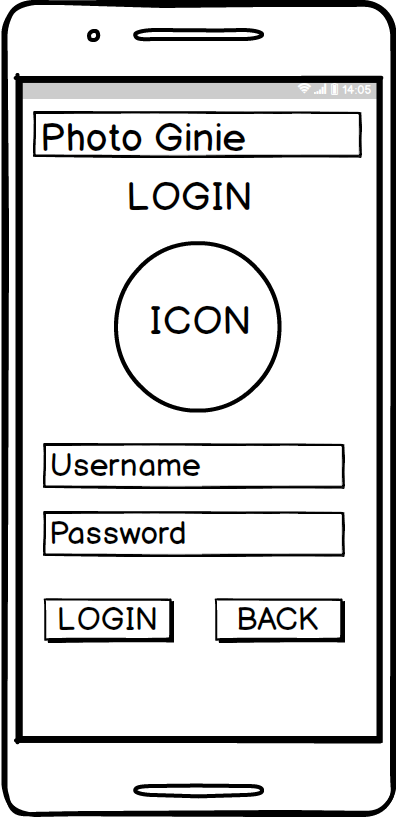 14:05
Photo Ginie
LOGIN
ICON
Username
Password
LOGIN BACK